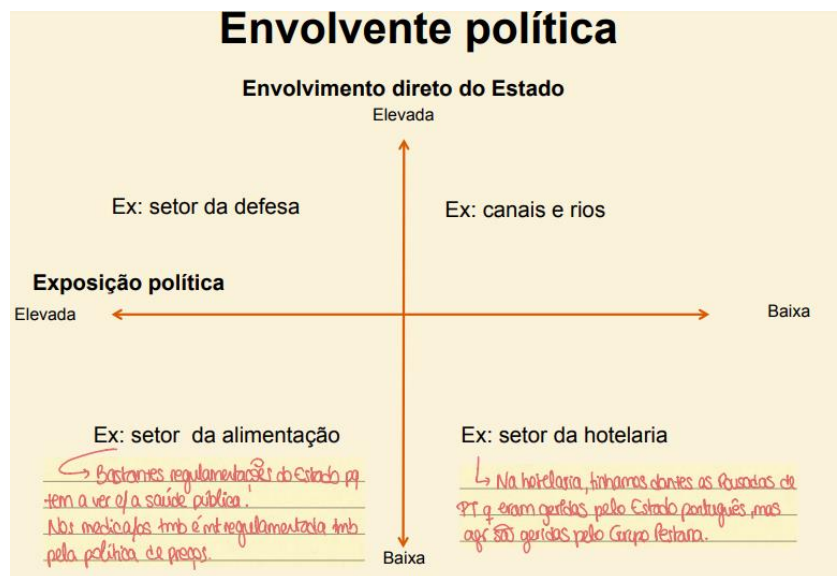 Envolvente política
Envolvimento direto do Estado
Elevada
Ex: setor da defesa
Ex: canais e rios
Exposição política
Elevada
Baixa
Ex: setor da alimentação
Ex: setor da hotelaria
↳ Bastantes regulamentações do Estado pq
tem a ver c/ a saúde pública.
Nos medica/os tmb é mt regulamentada tmb
pela política de preços.
↳ Na hotelaria, tínhamos dantes as Pousadas de
PT q eram geridas pelo Estado português, mas
agr são geridas pelo Grupo Pestana.
Baixa